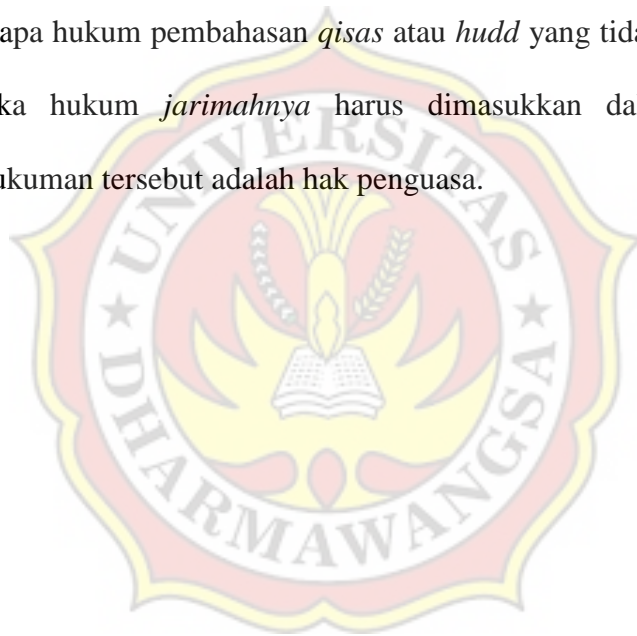 apa hukum pembahasan qisas atau hudd yang tida
ka hukum jarimahnya harus dimasukkan da
ukuman tersebut adalah hak penguasa.
UNIVERSITAS
DHARMAWANGSA